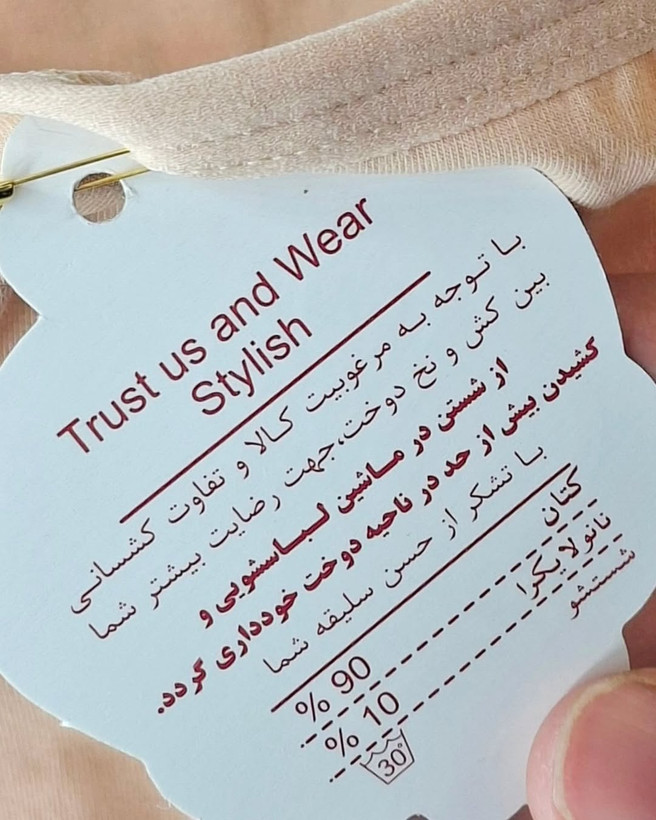 Trust us and Wear
Stylish
با توجه به مرغوبیت کالا و تفاوت کشسانی
بین کش و نخ دوخت،جهت رضایت بیشتر شما
از شستن در ماشین لباسشویی و
کشیدن بیش از حد در ناحیه دوخت خودداری گردد.
با تشکر از حسن سلیقه شما
کتان % 90
نانولایکرا % 10
شستشو 30°